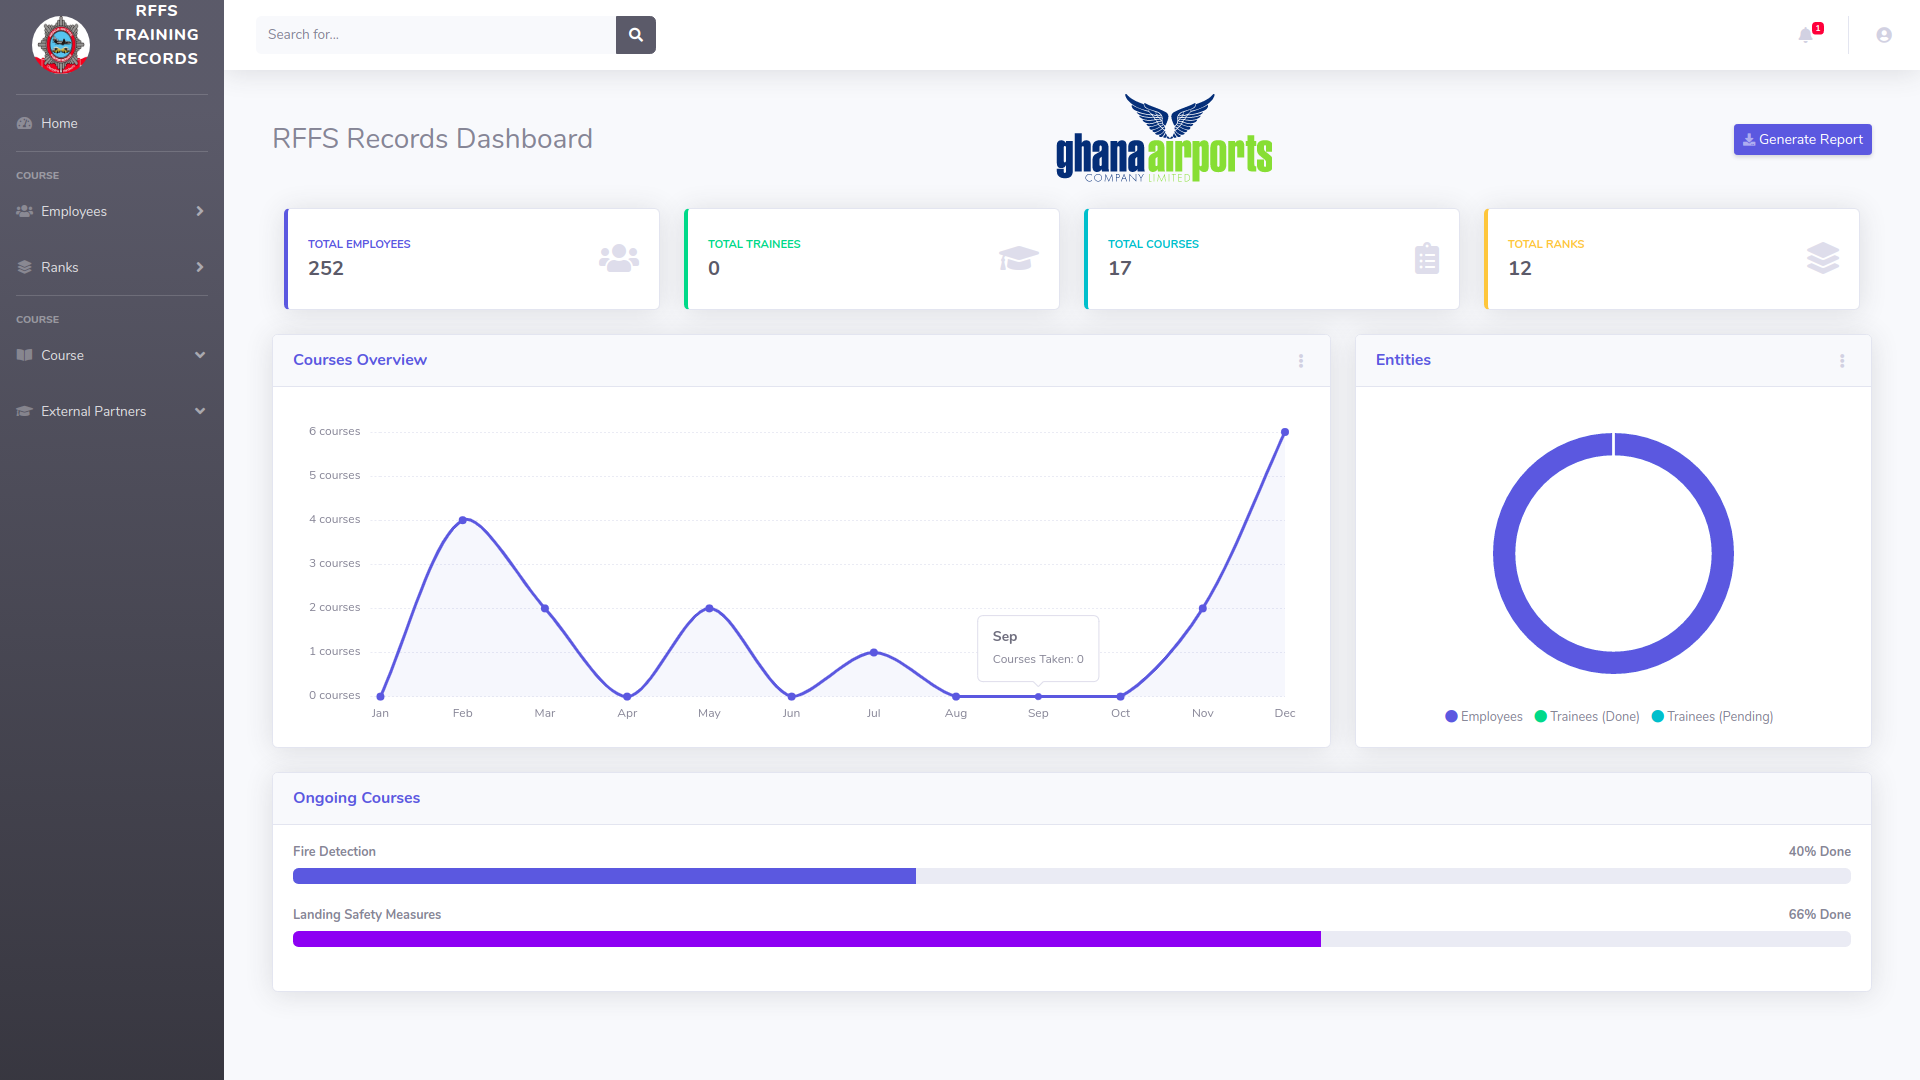 RFFS
TRAINING
RECORDS
Home
COURSE
Employees
Ranks
COURSE
Course
External Partners
Search for...
1
RFFS Records Dashboard
ghana airports
COMPANY LIMITED
Generate Report
TOTAL EMPLOYEES
252
TOTAL TRAINEES
0
TOTAL COURSES
17
TOTAL RANKS
12
Courses Overview
6 courses
5 courses
4 courses
3 courses
2 courses
1 courses
0 courses
Jan Feb Mar Apr May Jun Jul Aug Sep Oct Nov Dec
Sep
Courses Taken: 0
Entities
Employees Trainees (Done) Trainees (Pending)
Ongoing Courses
Fire Detection 40% Done
Landing Safety Measures 66% Done